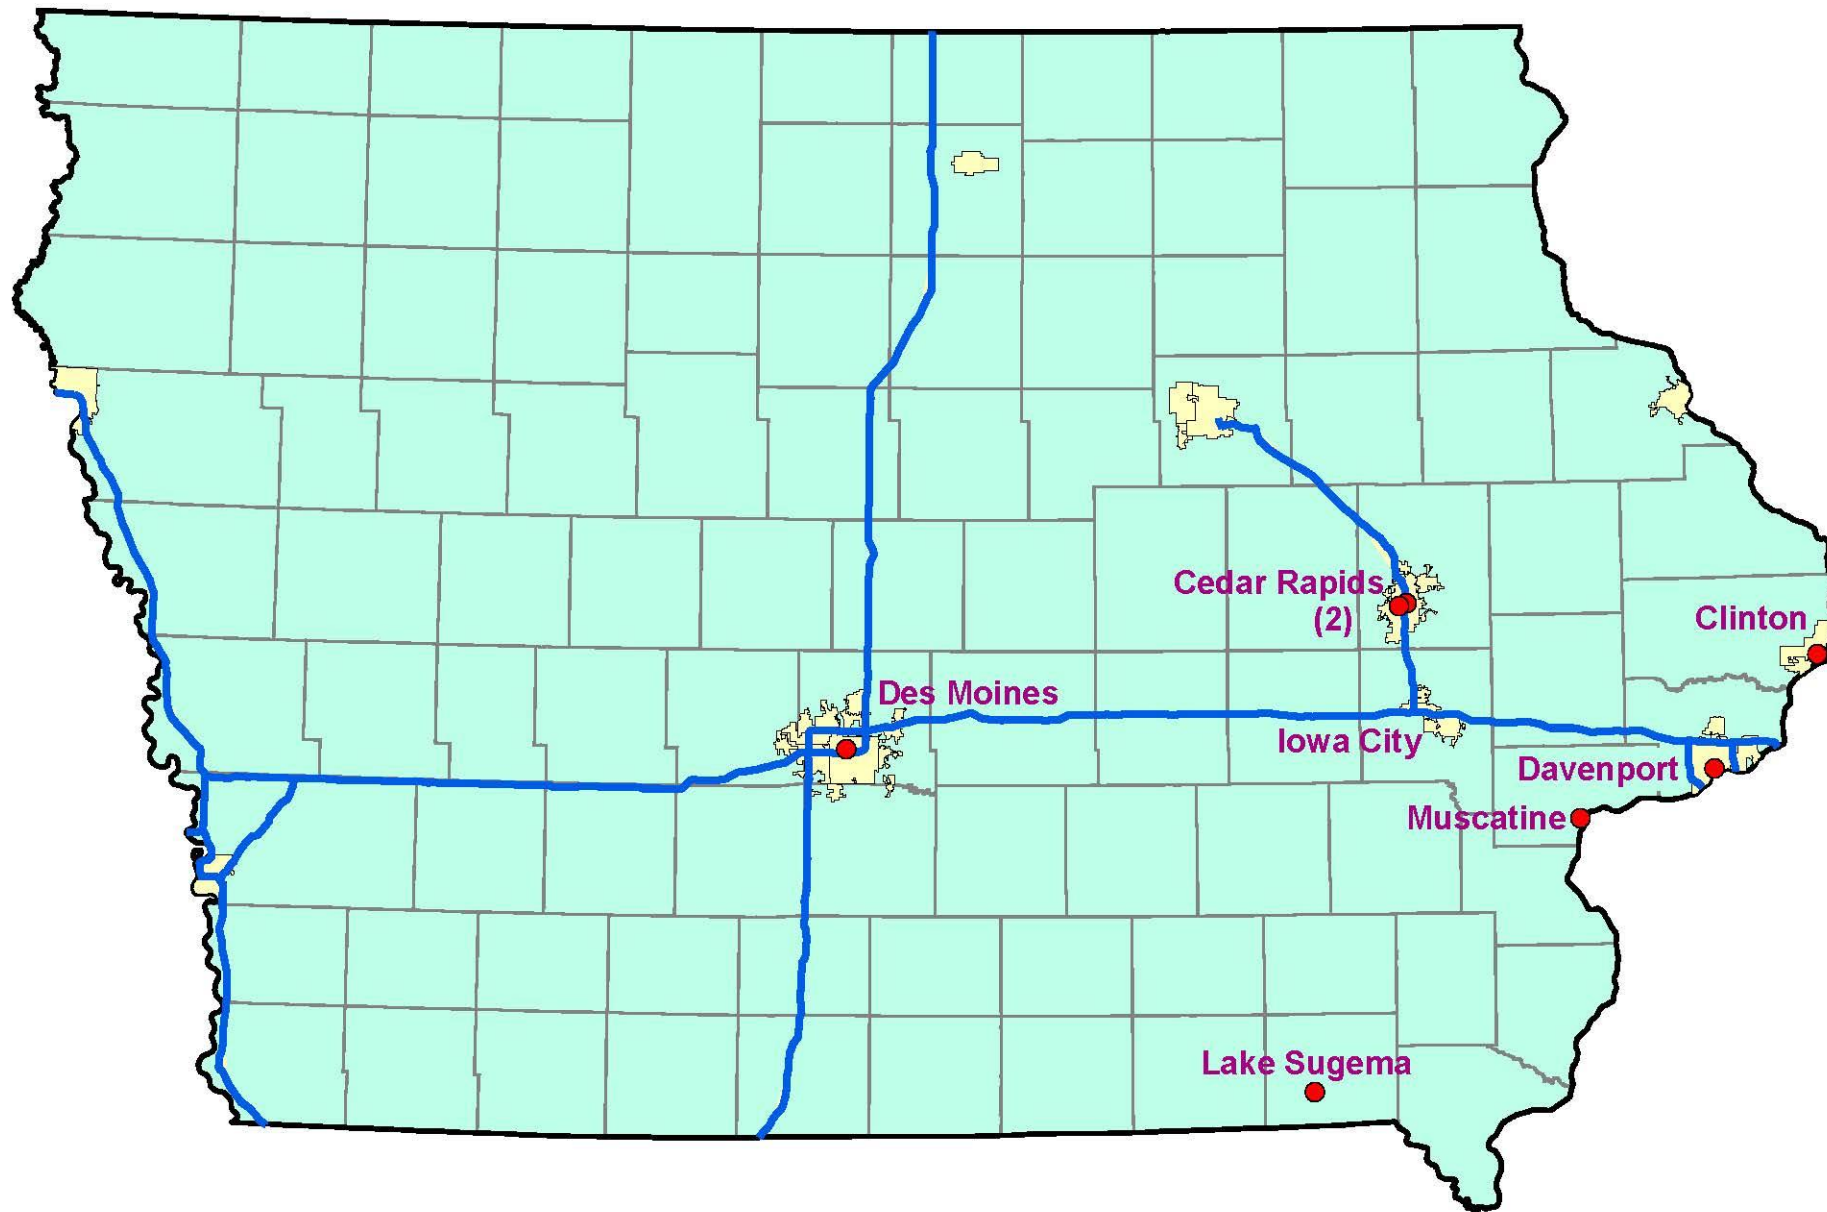 Cedar Rapids
(2)
Clinton
Des Moines
Iowa City
Davenport
Muscatine
Lake Sugema